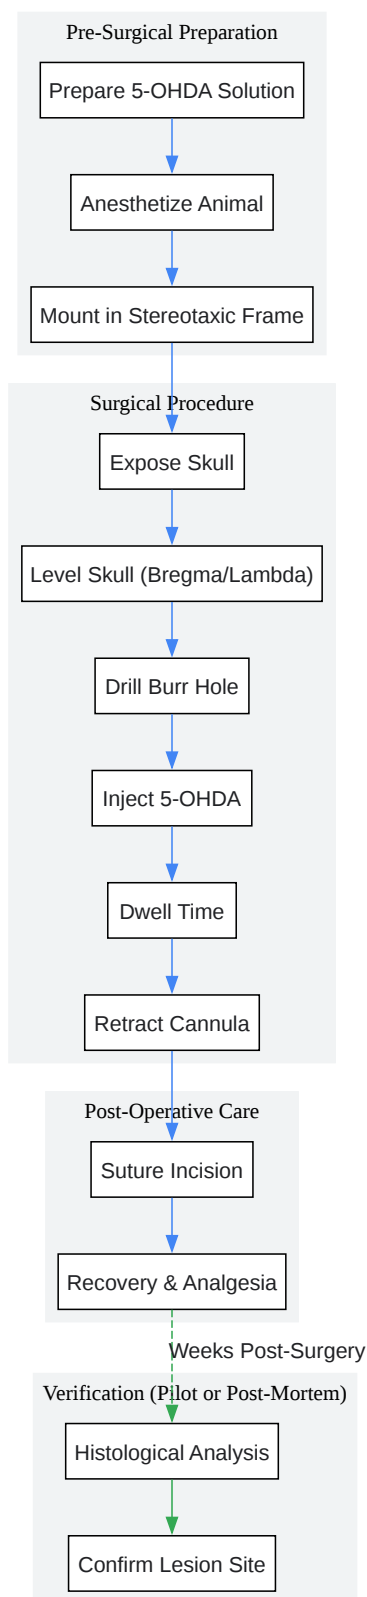 Pre-Surgical Preparation
Prepare 5-OHDA Solution
Anesthetize Animal
Mount in Stereotaxic Frame
Surgical Procedure
Expose Skull
Level Skull (Bregma/Lambda)
Drill Burr Hole
Inject 5-OHDA
Dwell Time
Retract Cannula
Post-Operative Care
Suture Incision
Recovery & Analgesia
Weeks Post-Surgery
Verification (Pilot or Post-Mortem)
Histological Analysis
Confirm Lesion Site